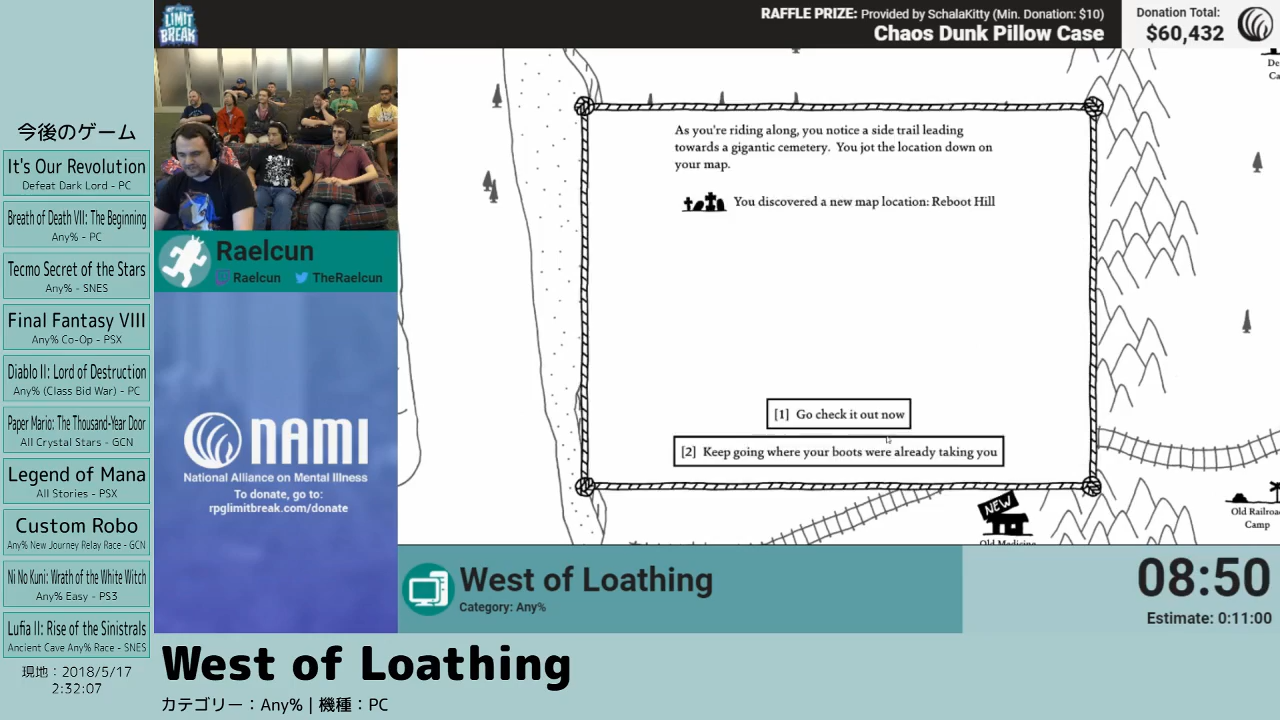 LIMIT BREAK
RAFFLE PRIZE: Provided by SchalaKitty (Min. Donation: $10)
Chaos Dunk Pillow Case
Donation Total:
$60,432
今後のゲーム
It's Our Revolution
Defeat Dark Lord - PC
Breath of Death VII: The Beginning
Any% - PC
Tecmo Secret of the Stars
Any% - SNES
Final Fantasy VIII
Any% Co-Op - PSX
Diablo II: Lord of Destruction
Any% (Class Bid War) - PC
Paper Mario: The Thousand-Year Door
All Crystal Stars - GCN
Legend of Mana
All Stories - PSX
Custom Robo
Any% New Journey Relay Race - GCN
Ni No Kuni: Wrath of the White Witch
Any% Easy - PS3
Lufia II: Rise of the Sinistrals
Ancient Cave Any% Race - SNES
現地：2018/5/17
2:32:07
Raelcun
Raelcun
TheRaelcun
NAMI
National Alliance on Mental Illness
To donate, go to:
rpglimitbreak.com/donate
As you're riding along, you notice a side trail leading
towards a gigantic cemetery. You jot the location down on
your map.
You discovered a new map location: Reboot Hill
[1] Go check it out now
[2] Keep going where your boots were already taking you
De
Ca
NEW
Old Medicine
Old Railroa
Camp
West of Loathing
Category: Any%
08:50
Estimate: 0:11:00
West of Loathing
カテゴリー：Any% | 機種：PC